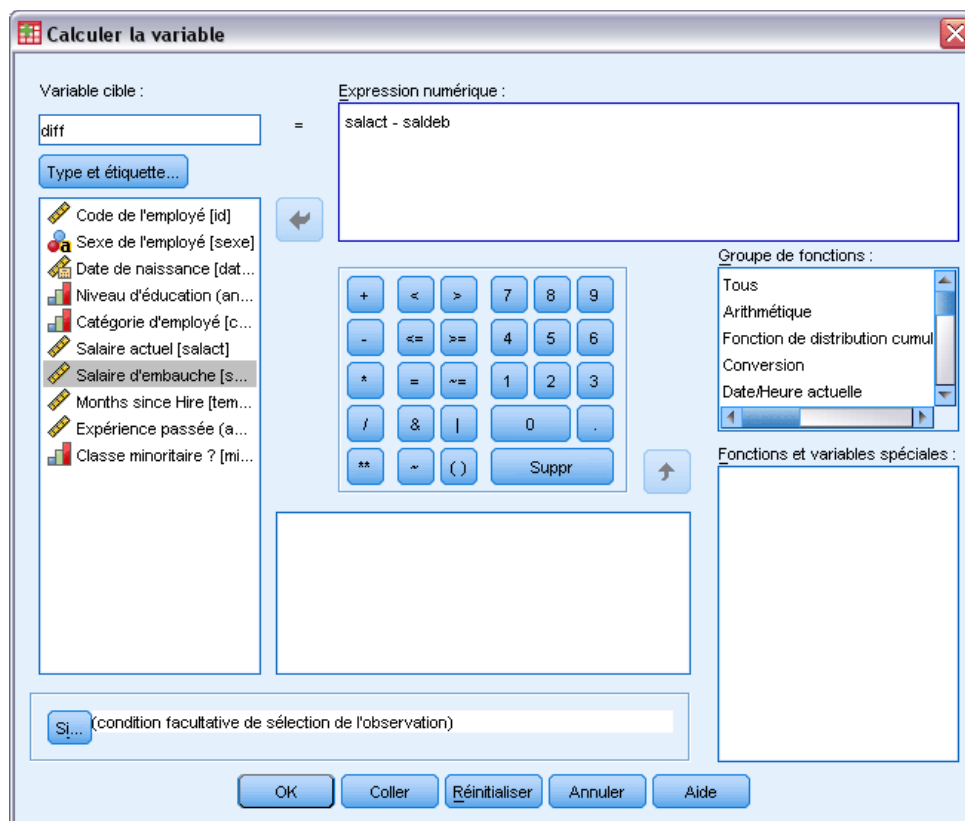 Calculer la variable
Variable cible :
diff
=
Expression numérique :
salact - saldeb
Type et étiquette...
Code de l'employé [id]
Sexe de l'employé [sexe]
Date de naissance [dat...
Niveau d'éducation (an...
Catégorie d'employé [c...
Salaire actuel [salact]
Salaire d'embauche [s...
Months since Hire [tem...
Expérience passée (a...
Classe minoritaire ? [mi...
+ < > 7 8 9
- <= >= 4 5 6
* = ~= 1 2 3
/ & | 0 .
** ~ ( ) Suppr
Groupe de fonctions :
Tous
Arithmétique
Fonction de distribution cumul
Conversion
Date/Heure actuelle
Fonctions et variables spéciales :
Si... (condition facultative de sélection de l'observation)
OK
Coller
Réinitialiser
Annuler
Aide